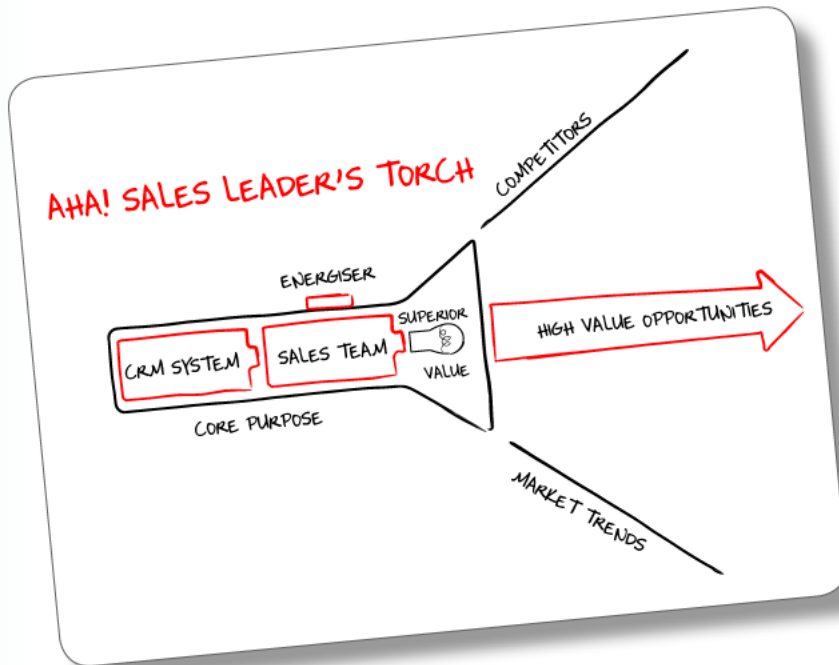 AHA! SALES LEADER'S TORCH
COMPETITORS
ENERGISER
CRM SYSTEM
SALES TEAM
SUPERIOR
VALUE
HIGH VALUE OPPORTUNITIES
CORE PURPOSE
MARKET TRENDS